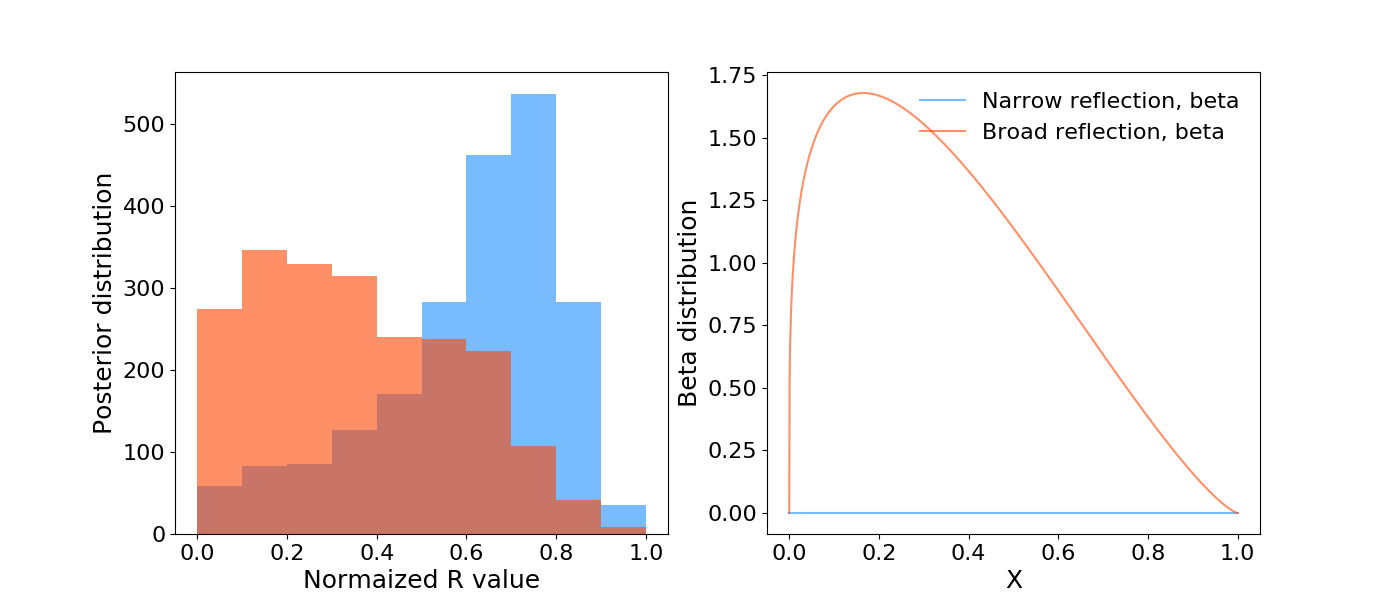 Posterior distribution
500
400
300
200
100
0
0.0 0.2 0.4 0.6 0.8 1.0
Normaized R value
Beta distribution
1.75
1.50
1.25
1.00
0.75
0.50
0.25
0.00
Narrow reflection, beta
Broad reflection, beta
0.0 0.2 0.4 0.6 0.8 1.0
X